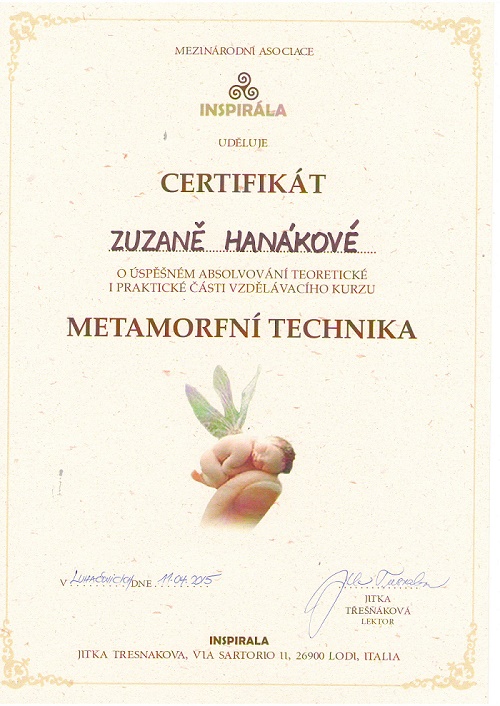 MEZINÁRODNÍ ASOCIACE
INSPIRÁLA
UDĚLUJE
CERTIFIKÁT
ZUZANĚ HANÁKOVÉ
O ÚSPĚŠNÉM ABSOLVOVÁNÍ TEORETICKÉ
I PRAKTICKÉ ČÁSTI VZDĚLÁVACÍHO KURZU
METAMORFNÍ TECHNIKA
V LUHAČOVICÍCH DNE 11.04.2015
JITKA
TŘEŠŇÁKOVÁ
LEKTOR
INSPIRALA
JITKA TRESNAKOVA, VIA SARTORIO 11, 26900 LODI, ITALIA